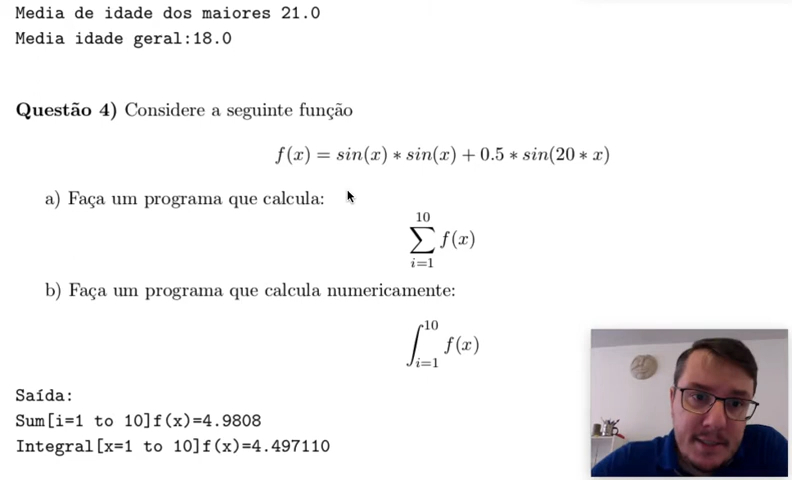 Media de idade dos maiores 21.0
Media idade geral:18.0
Questão 4) Considere a seguinte função
f(x) = sin(x) ∗ sin(x) + 0.5 ∗ sin(20 ∗ x)
a) Faça um programa que calcula:
10
∑ f(x)
i=1
b) Faça um programa que calcula numericamente:
10
∫ f(x)
i=1
Saída:
Sum[i=1 to 10]f(x)=4.9808
Integral[x=1 to 10]f(x)=4.497110